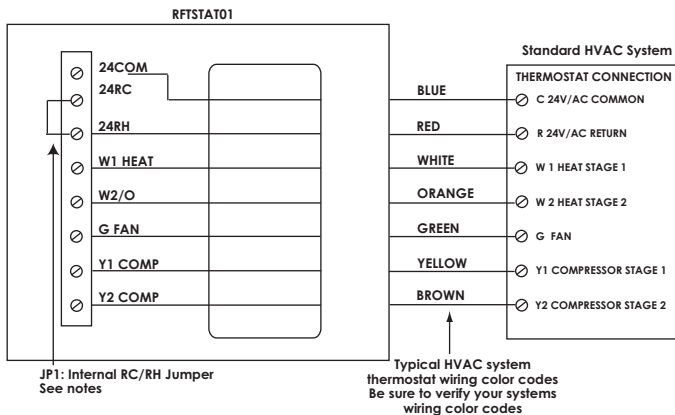 RFTSTAT01
Standard HVAC System
THERMOSTAT CONNECTION
24COM
24RC
BLUE
C 24V/AC COMMON
24RH
RED
R 24V/AC RETURN
W1 HEAT
WHITE
W 1 HEAT STAGE 1
W2/O
ORANGE
W 2 HEAT STAGE 2
G FAN
GREEN
G FAN
Y1 COMP
YELLOW
Y1 COMPRESSOR STAGE 1
Y2 COMP
BROWN
Y2 COMPRESSOR STAGE 2
JP1: Internal RC/RH Jumper
See notes
Typical HVAC system
thermostat wiring color codes
Be sure to verify your systems
wiring color codes